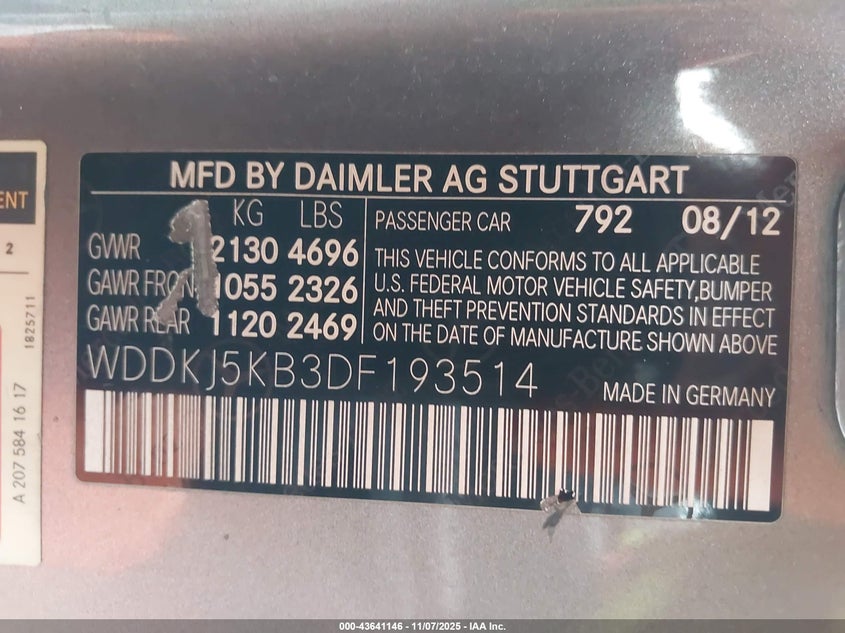 MFD BY DAIMLER AG STUTTGART
KG LBS
GWR 2130 4696
GAWR FRON 1055 2326
GAWR REAR 1120 2469
PASSENGER CAR 792 08/12
THIS VEHICLE CONFORMS TO ALL APPLICABLE
U.S. FEDERAL MOTOR VEHICLE SAFETY,BUMPER
AND THEFT PREVENTION STANDARDS IN EFFECT
ON THE DATE OF MANUFACTURE SHOWN ABOVE
WDDKJ5KB3DF193514
MADE IN GERMANY
ENT
2
1825711
A 207 584 16 17
000-43641146 - 11/07/2025 - IAA Inc.